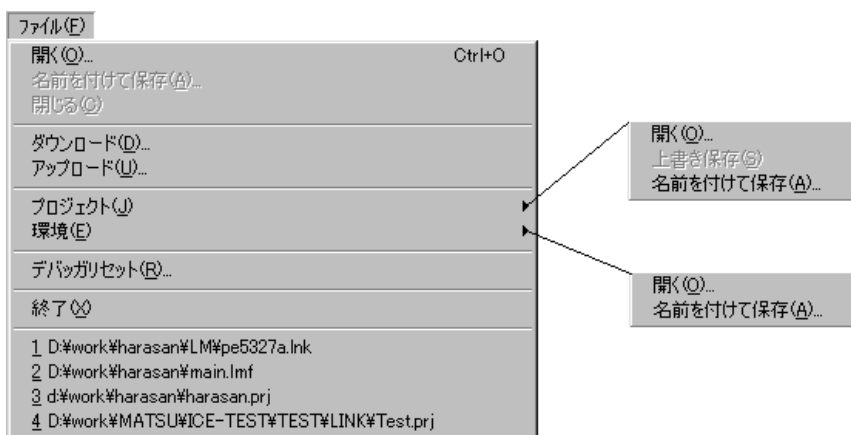 ファイル(F)
開く(O)... Ctrl+O
名前を付けて保存(A)...
閉じる(C)
ダウンロード(D)...
アップロード(U)...
プロジェクト(J)
環境(E)
デバッガリセット(R)...
終了(X)
1 D:¥work¥harasan¥LM¥pe5327a.lnk
2 D:¥work¥harasan¥main.lmf
3 d:¥work¥harasan¥harasan.prj
4 D:¥work¥MATSU¥ICE-TEST¥TEST¥LINK¥Test.prj
開く(O)...
上書き保存(S)
名前を付けて保存(A)...
開く(O)...
名前を付けて保存(A)...